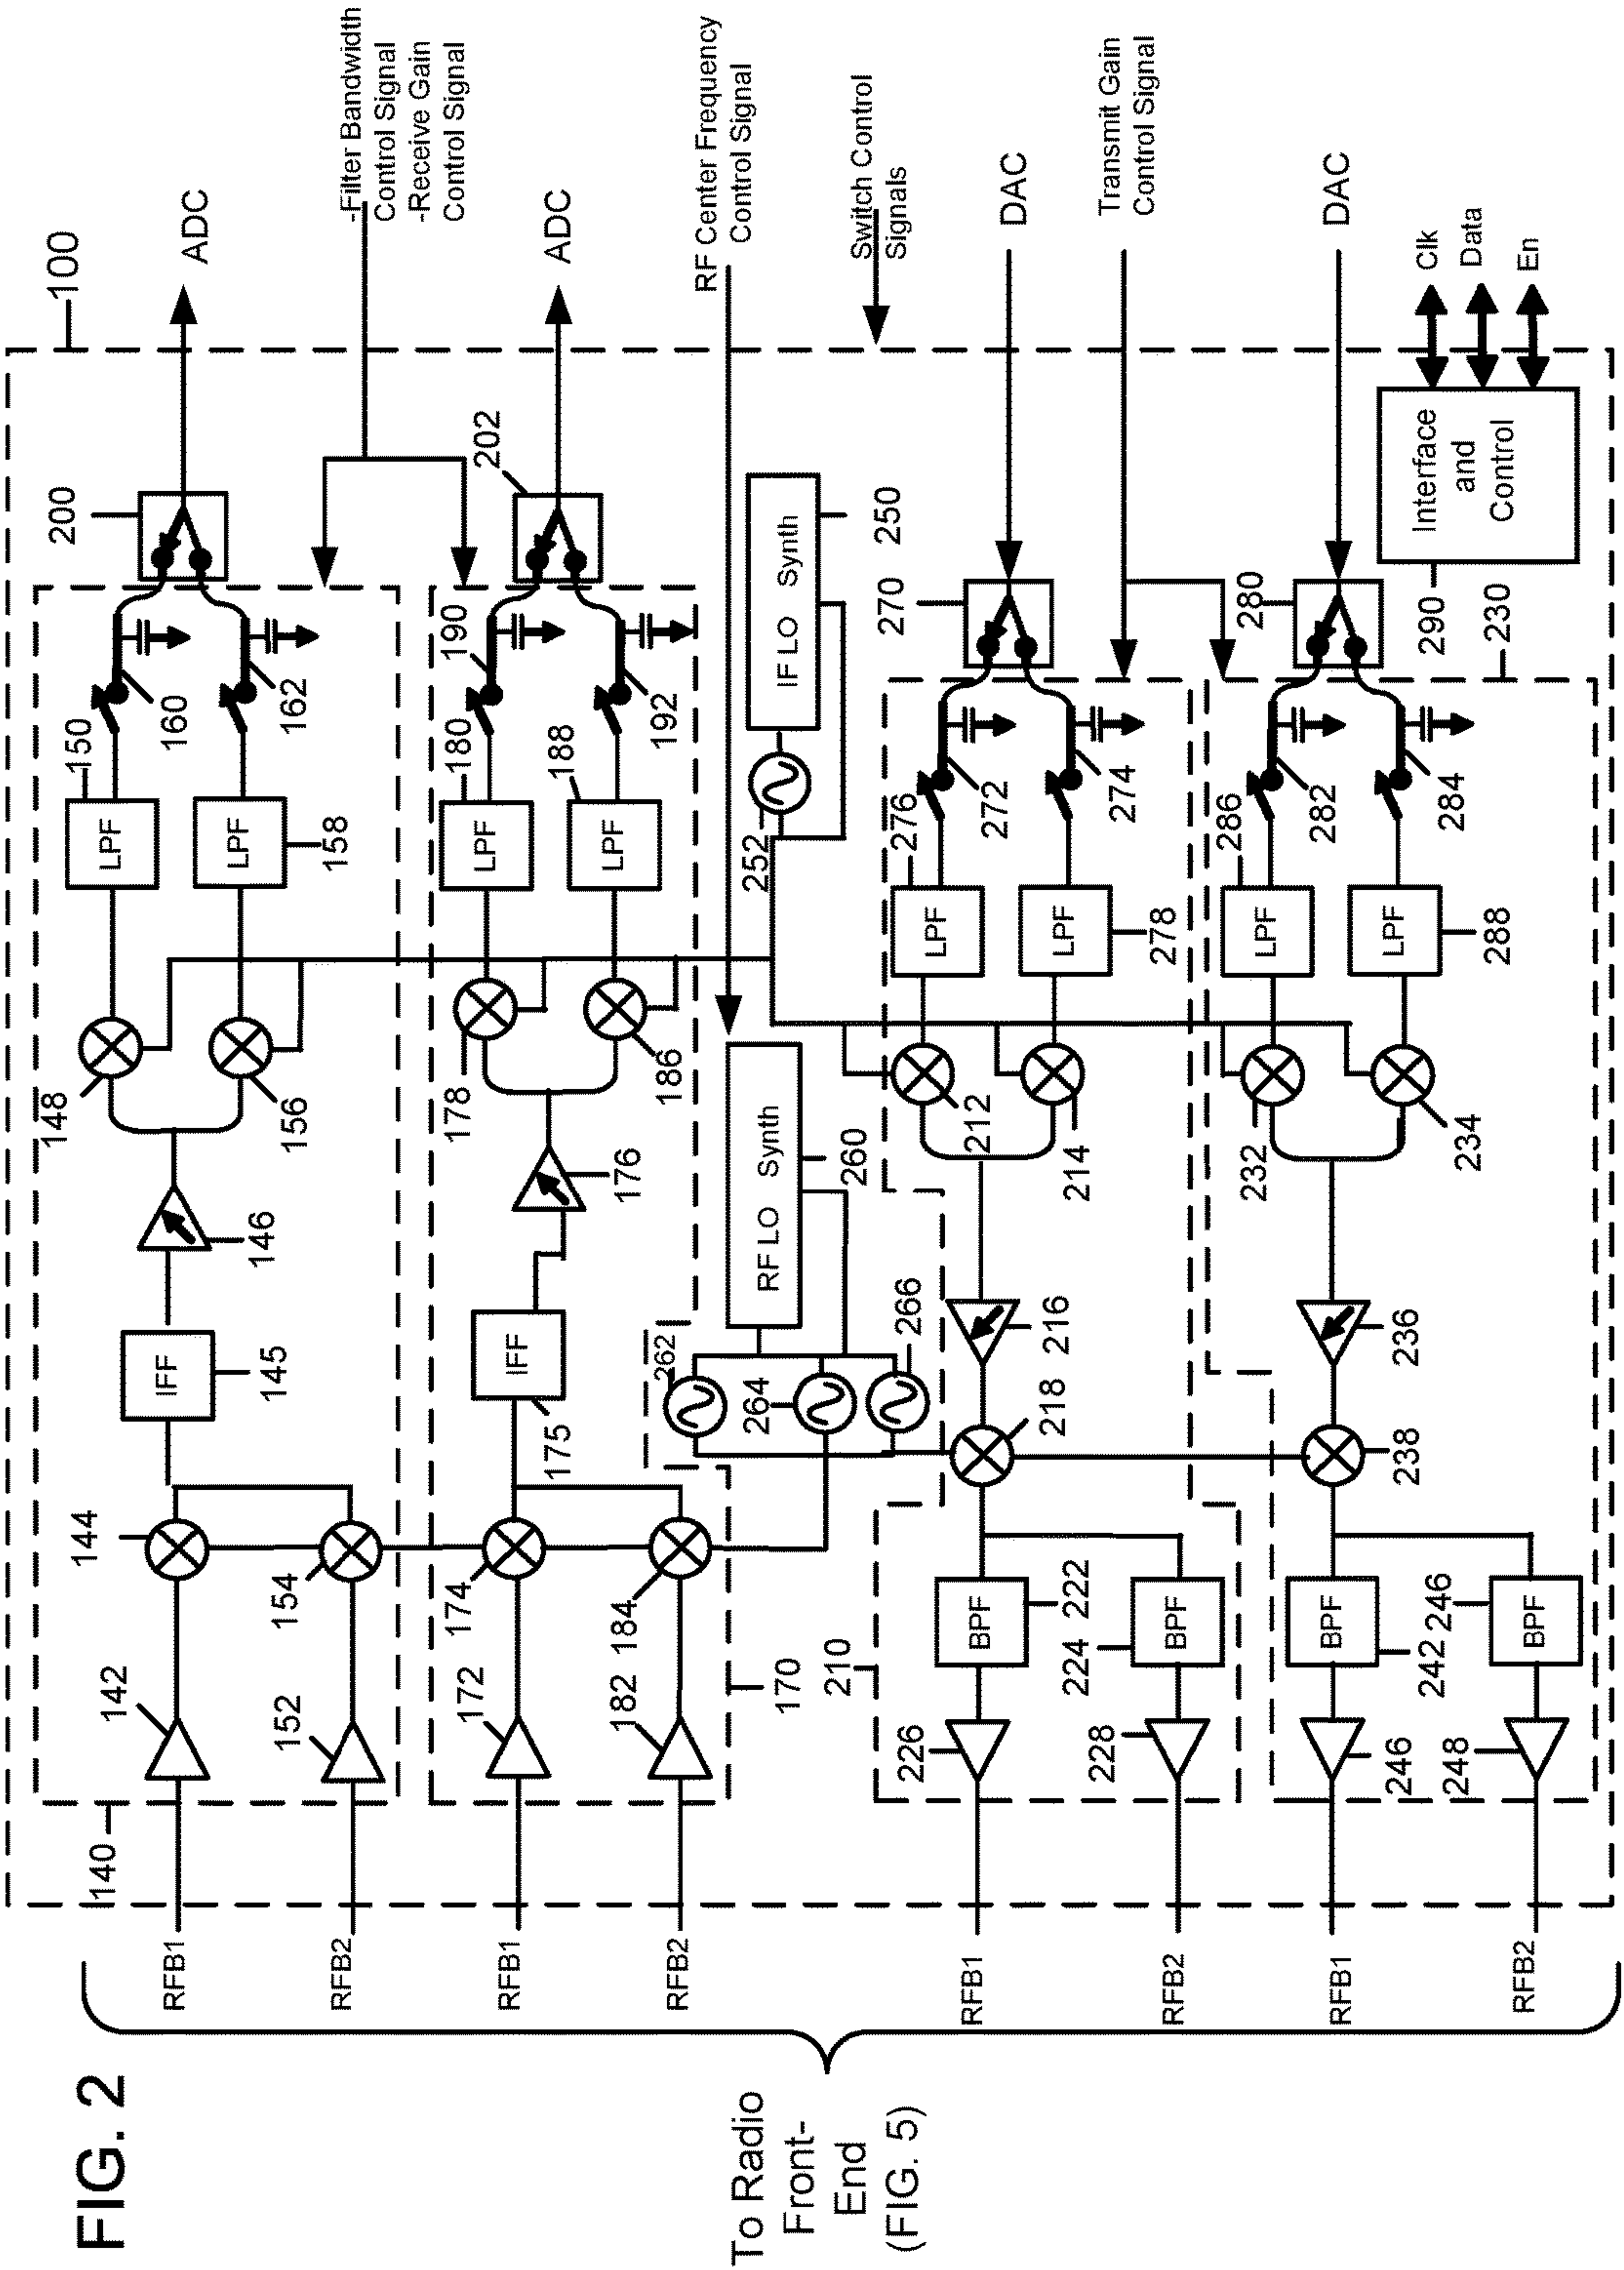 FIG. 2
To Radio
Front-
End
(FIG. 5)
100
140
RFB1
142
144
RFB2
152
154
IFF
145
146
148
156
LPF
150
LPF
158
160
162
200
ADC
-Filter Bandwidth
Control Signal
-Receive Gain
Control Signal
170
RFB1
172
174
RFB2
182
184
IFF
175
176
178
186
LPF
180
LPF
188
190
192
202
ADC
RF Center Frequency
Control Signal
Switch Control
Signals
IF LO Synth
250
252
RF LO Synth
260
262
264
266
210
RFB1
226
BPF
222
RFB2
228
BPF
224
218
216
212
214
LPF
276
LPF
278
272
274
270
DAC
Transmit Gain
Control Signal
230
RFB1
246
BPF
242
RFB2
248
BPF
246
238
236
232
234
LPF
286
LPF
288
282
284
280
DAC
Interface
and
Control
290
Clk
Data
En